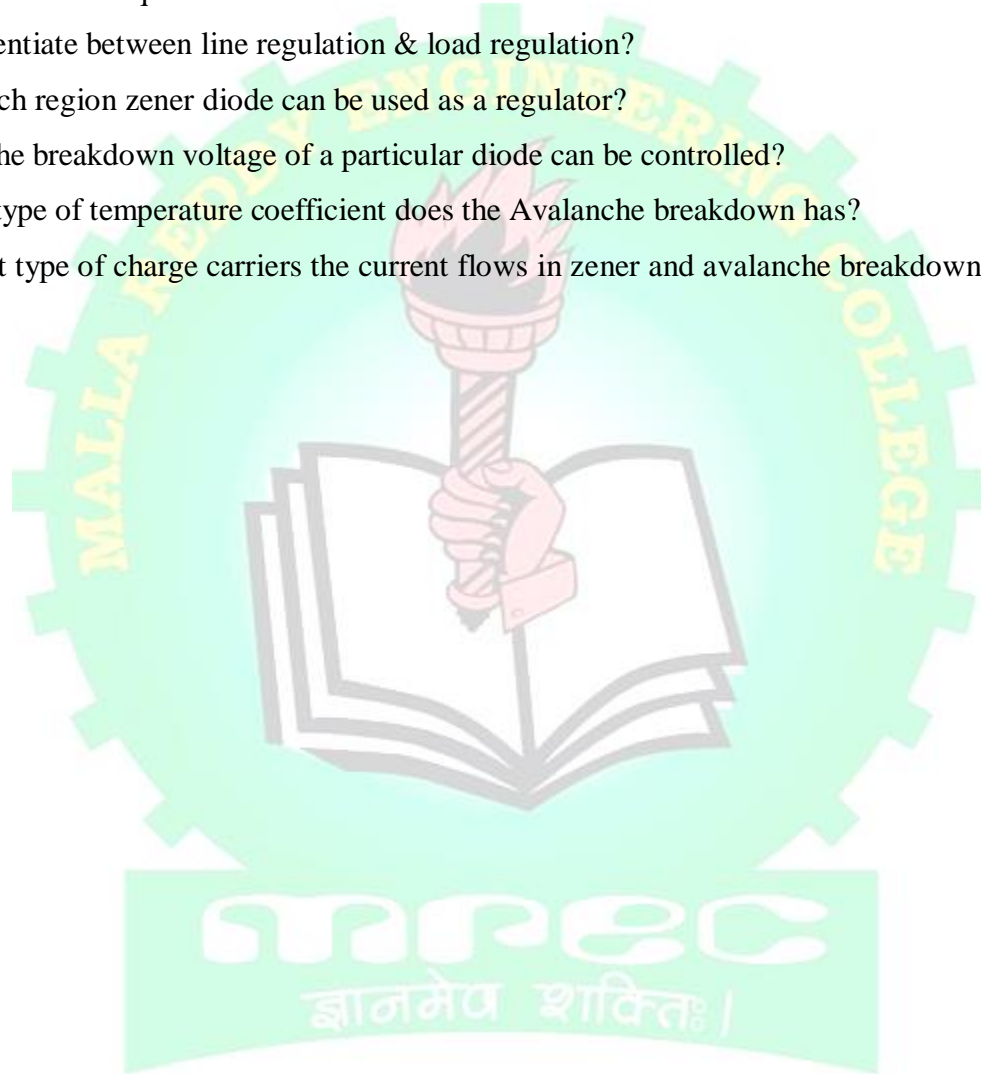 entiate between line regulation & load regulation?
ch region zener diode can be used as a regulator?
he breakdown voltage of a particular diode can be controlled?
type of temperature coefficient does the Avalanche breakdown has?
t type of charge carriers the current flows in zener and avalanche breakdown
MALLA REDDY ENGINEERING COLLEGE
mrec
ज्ञानमेव शक्तिः।